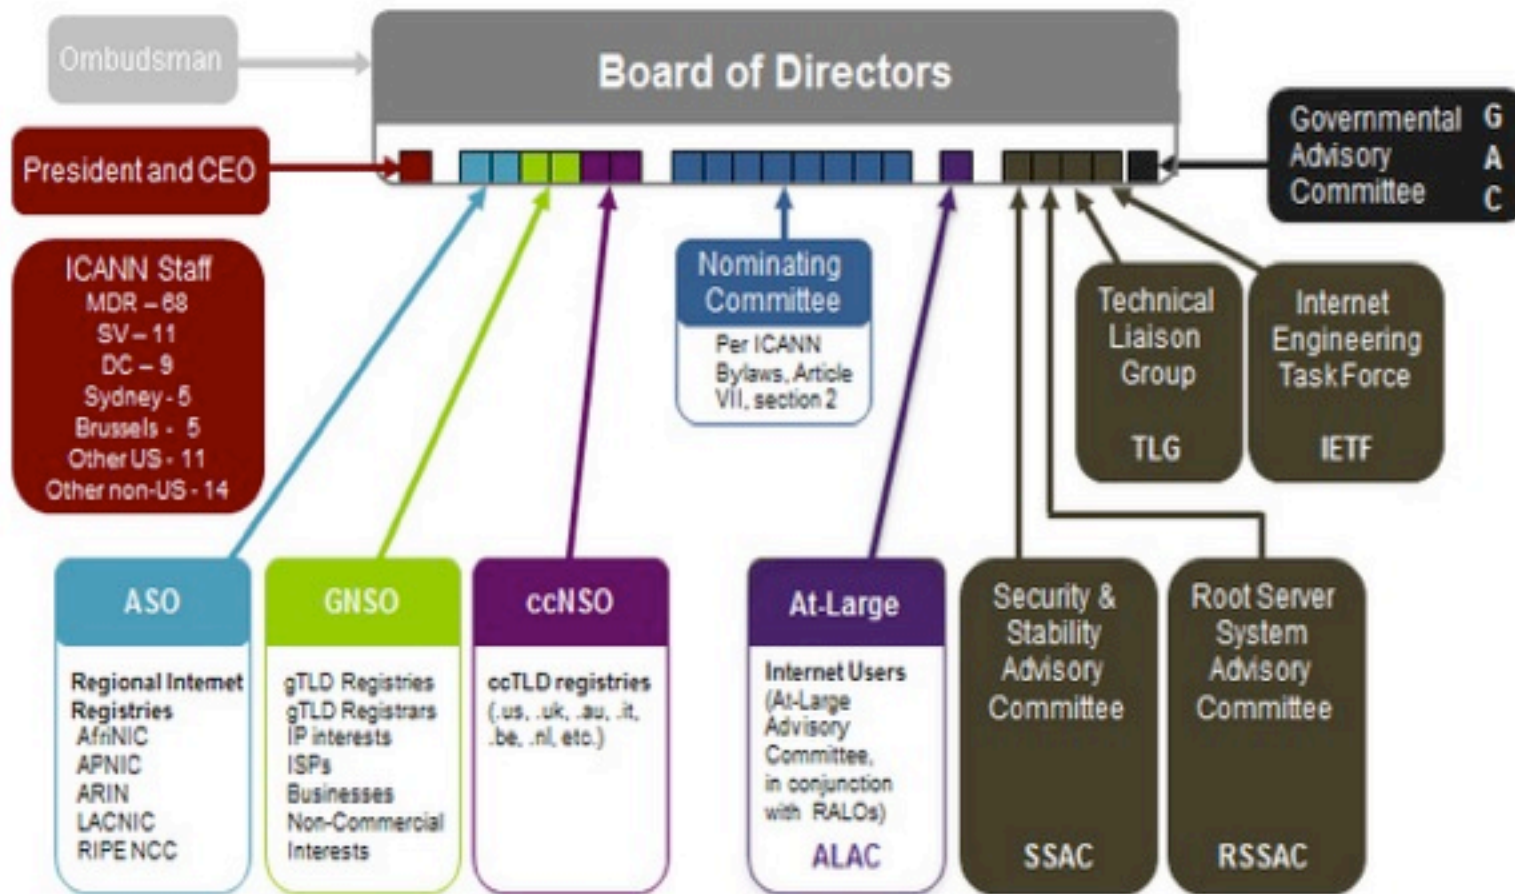 Ombudsman
Board of Directors
President and CEO
Governmental
Advisory
Committee
G
A
C
ICANN Staff
MDR – 68
SV – 11
DC – 9
Sydney - 5
Brussels - 5
Other US - 11
Other non-US - 14
Nominating
Committee
Per ICANN
Bylaws, Article
VII, section 2
Technical
Liaison
Group
TLG
Internet
Engineering
Task Force
IETF
ASO
Regional Internet
Registries
AfriNIC
APNIC
ARIN
LACNIC
RIPE NCC
GNSO
gTLD Registries
gTLD Registrars
IP interests
ISPs
Businesses
Non-Commercial
Interests
ccNSO
ccTLD registries
(.us, .uk, .au, .it,
.be, .nl, etc.)
At-Large
Internet Users
(At-Large
Advisory
Committee,
in conjunction
with RALOs)
ALAC
Security &
Stability
Advisory
Committee
SSAC
Root Server
System
Advisory
Committee
RSSAC